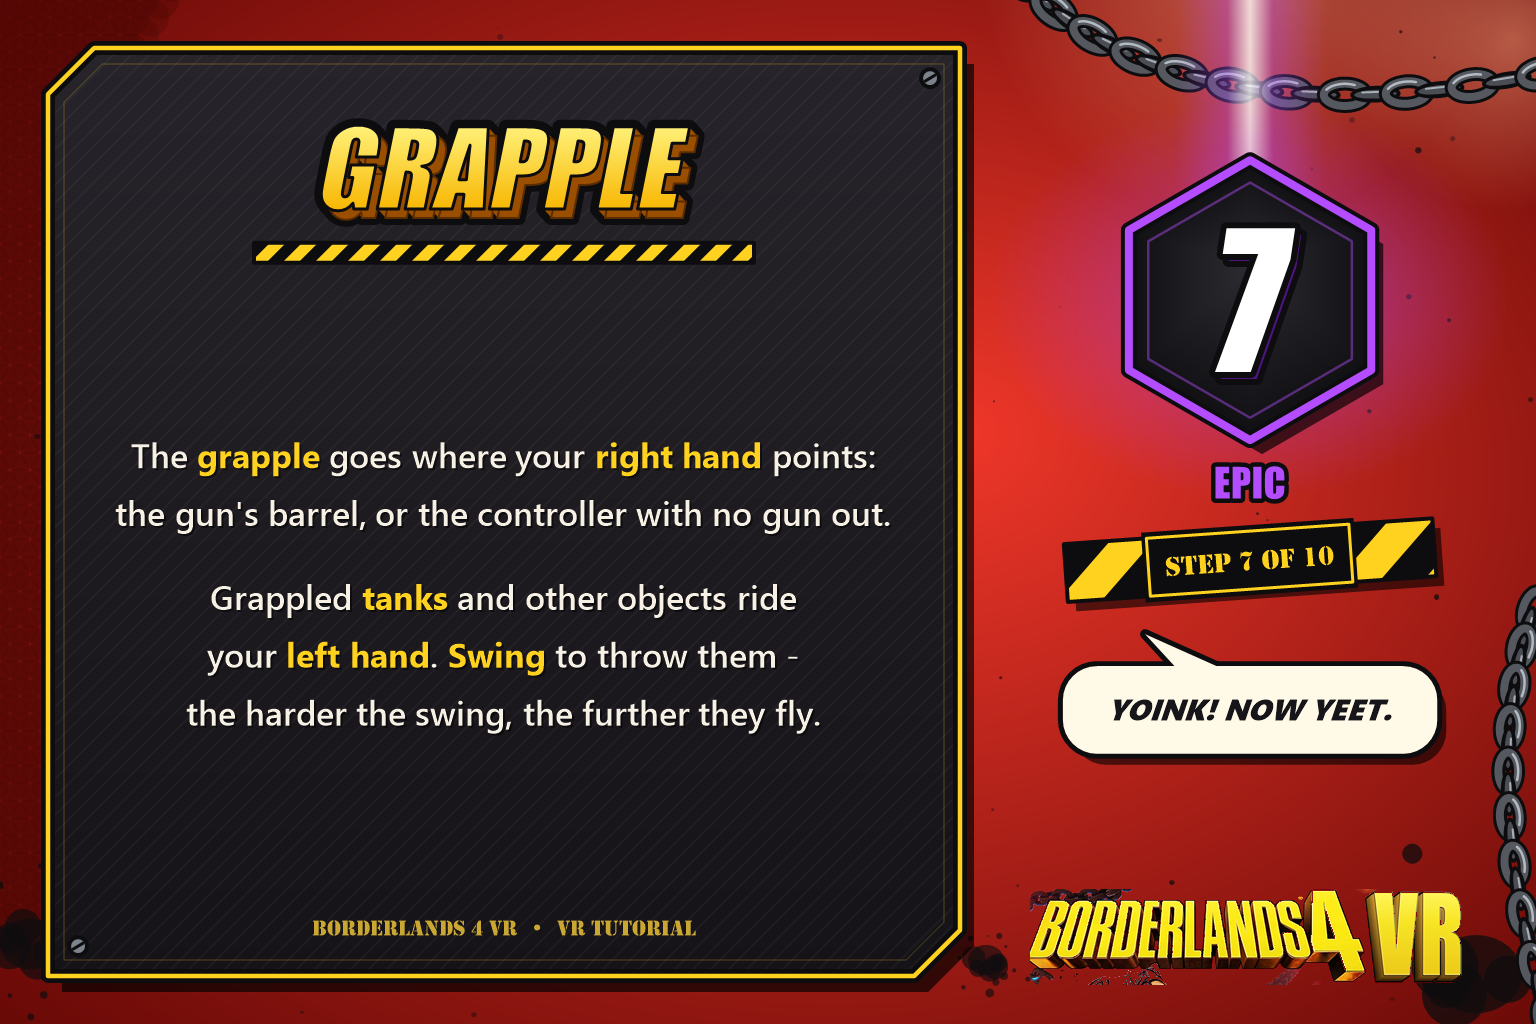 GRAPPLE
The grapple goes where your right hand points:
the gun's barrel, or the controller with no gun out.
Grappled tanks and other objects ride
your left hand. Swing to throw them -
the harder the swing, the further they fly.
BORDERLANDS 4 VR • VR TUTORIAL
7
EPIC
STEP 7 OF 10
YOINK! NOW YEET.
BORDERLANDS 4 VR